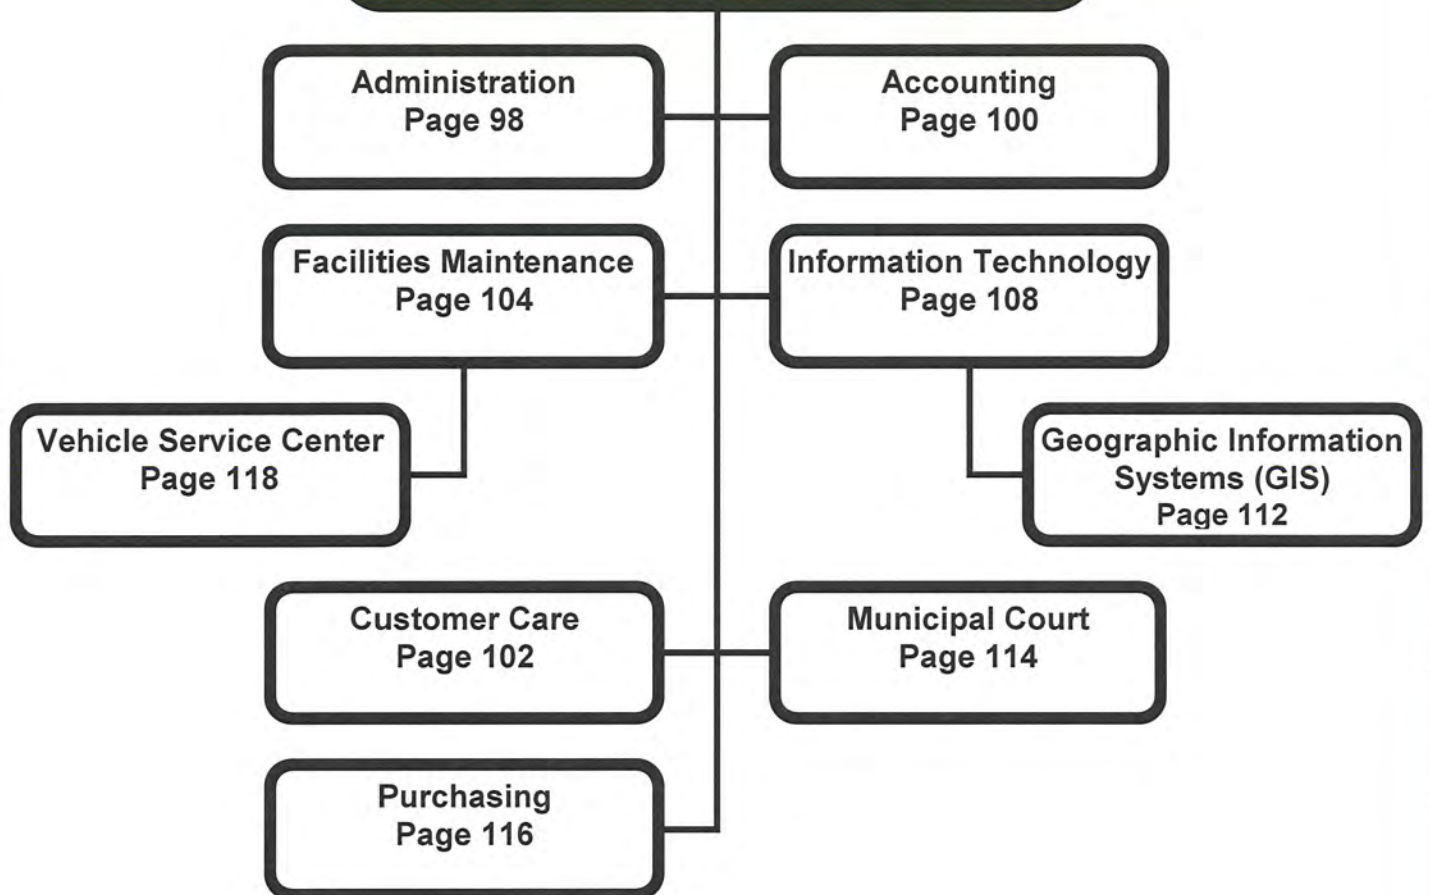 Administration
Page 98
Accounting
Page 100
Facilities Maintenance
Page 104
Information Technology
Page 108
Vehicle Service Center
Page 118
Geographic Information
Systems (GIS)
Page 112
Customer Care
Page 102
Municipal Court
Page 114
Purchasing
Page 116